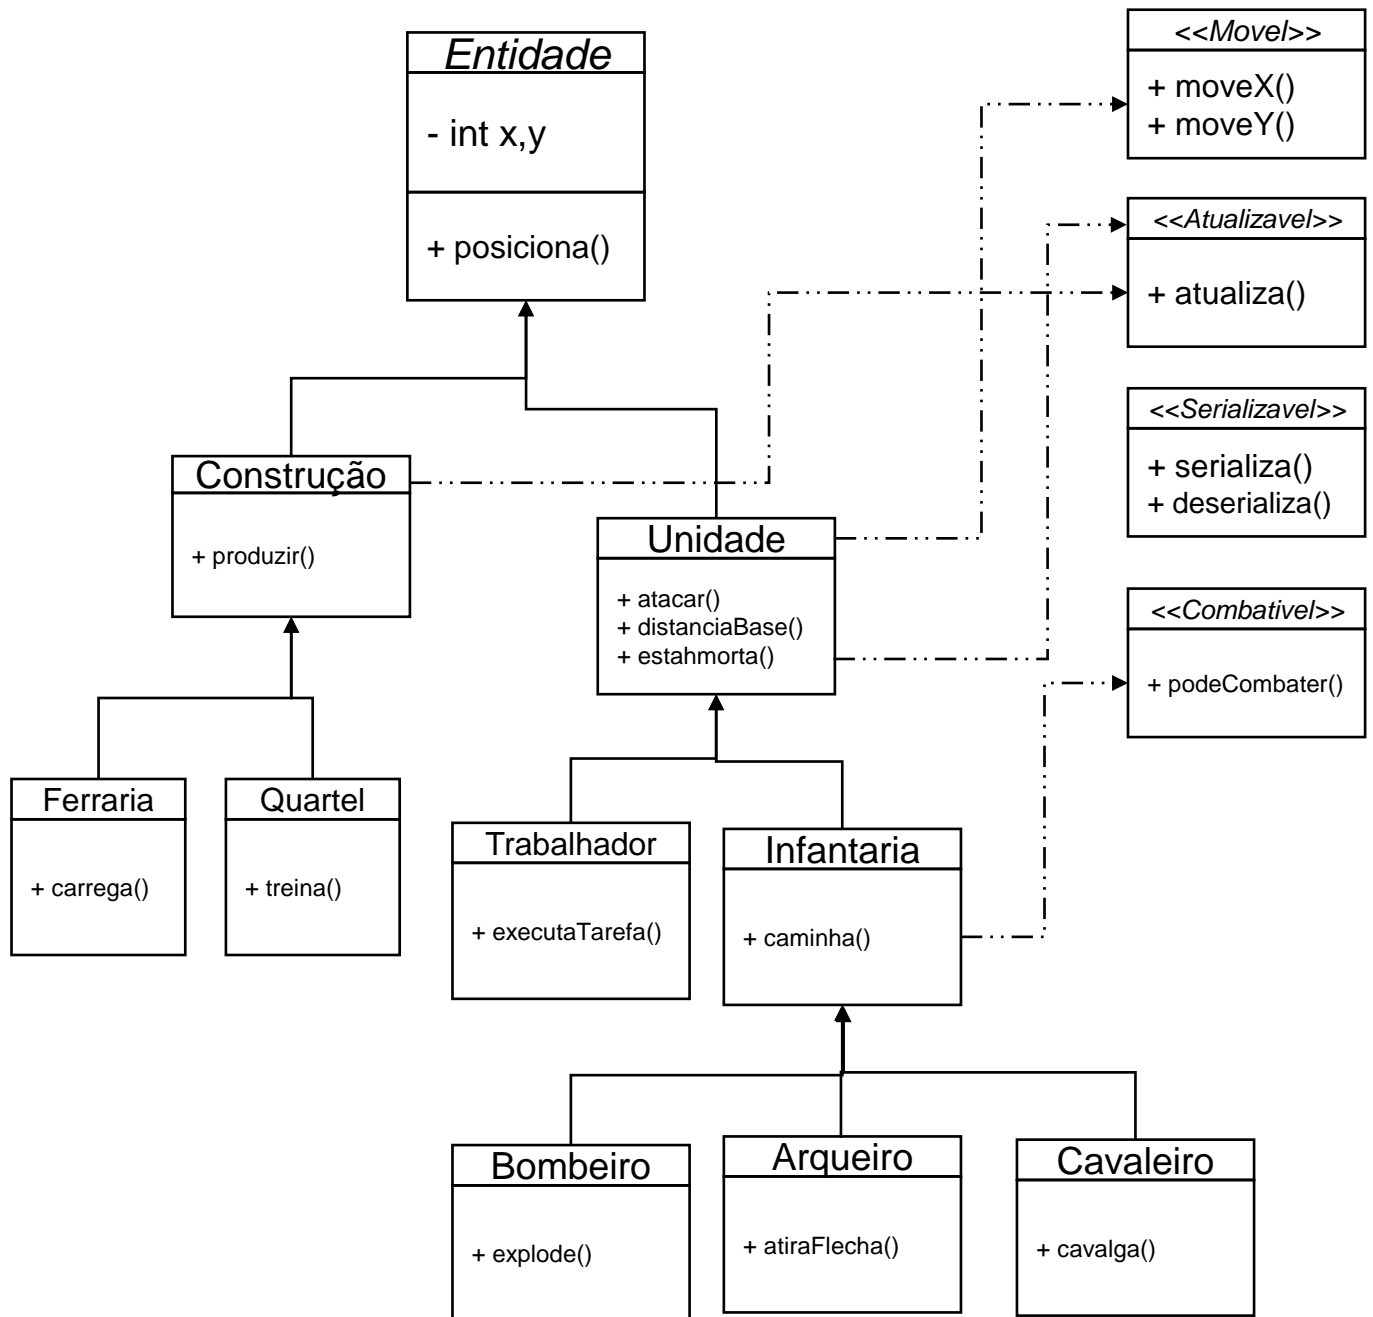 Entidade
- int x,y
+ posiciona()
<<Movel>>
+ moveX()
+ moveY()
<<Atualizavel>>
+ atualiza()
<<Serializavel>>
+ serializa()
+ deserializa()
<<Combativel>>
+ podeCombater()
Construção
+ produzir()
Unidade
+ atacar()
+ distanciaBase()
+ estahmorta()
Ferraria
+ carrega()
Quartel
+ treina()
Trabalhador
+ executaTarefa()
Infantaria
+ caminha()
Bombeiro
+ explode()
Arqueiro
+ atiraFlecha()
Cavaleiro
+ cavalga()